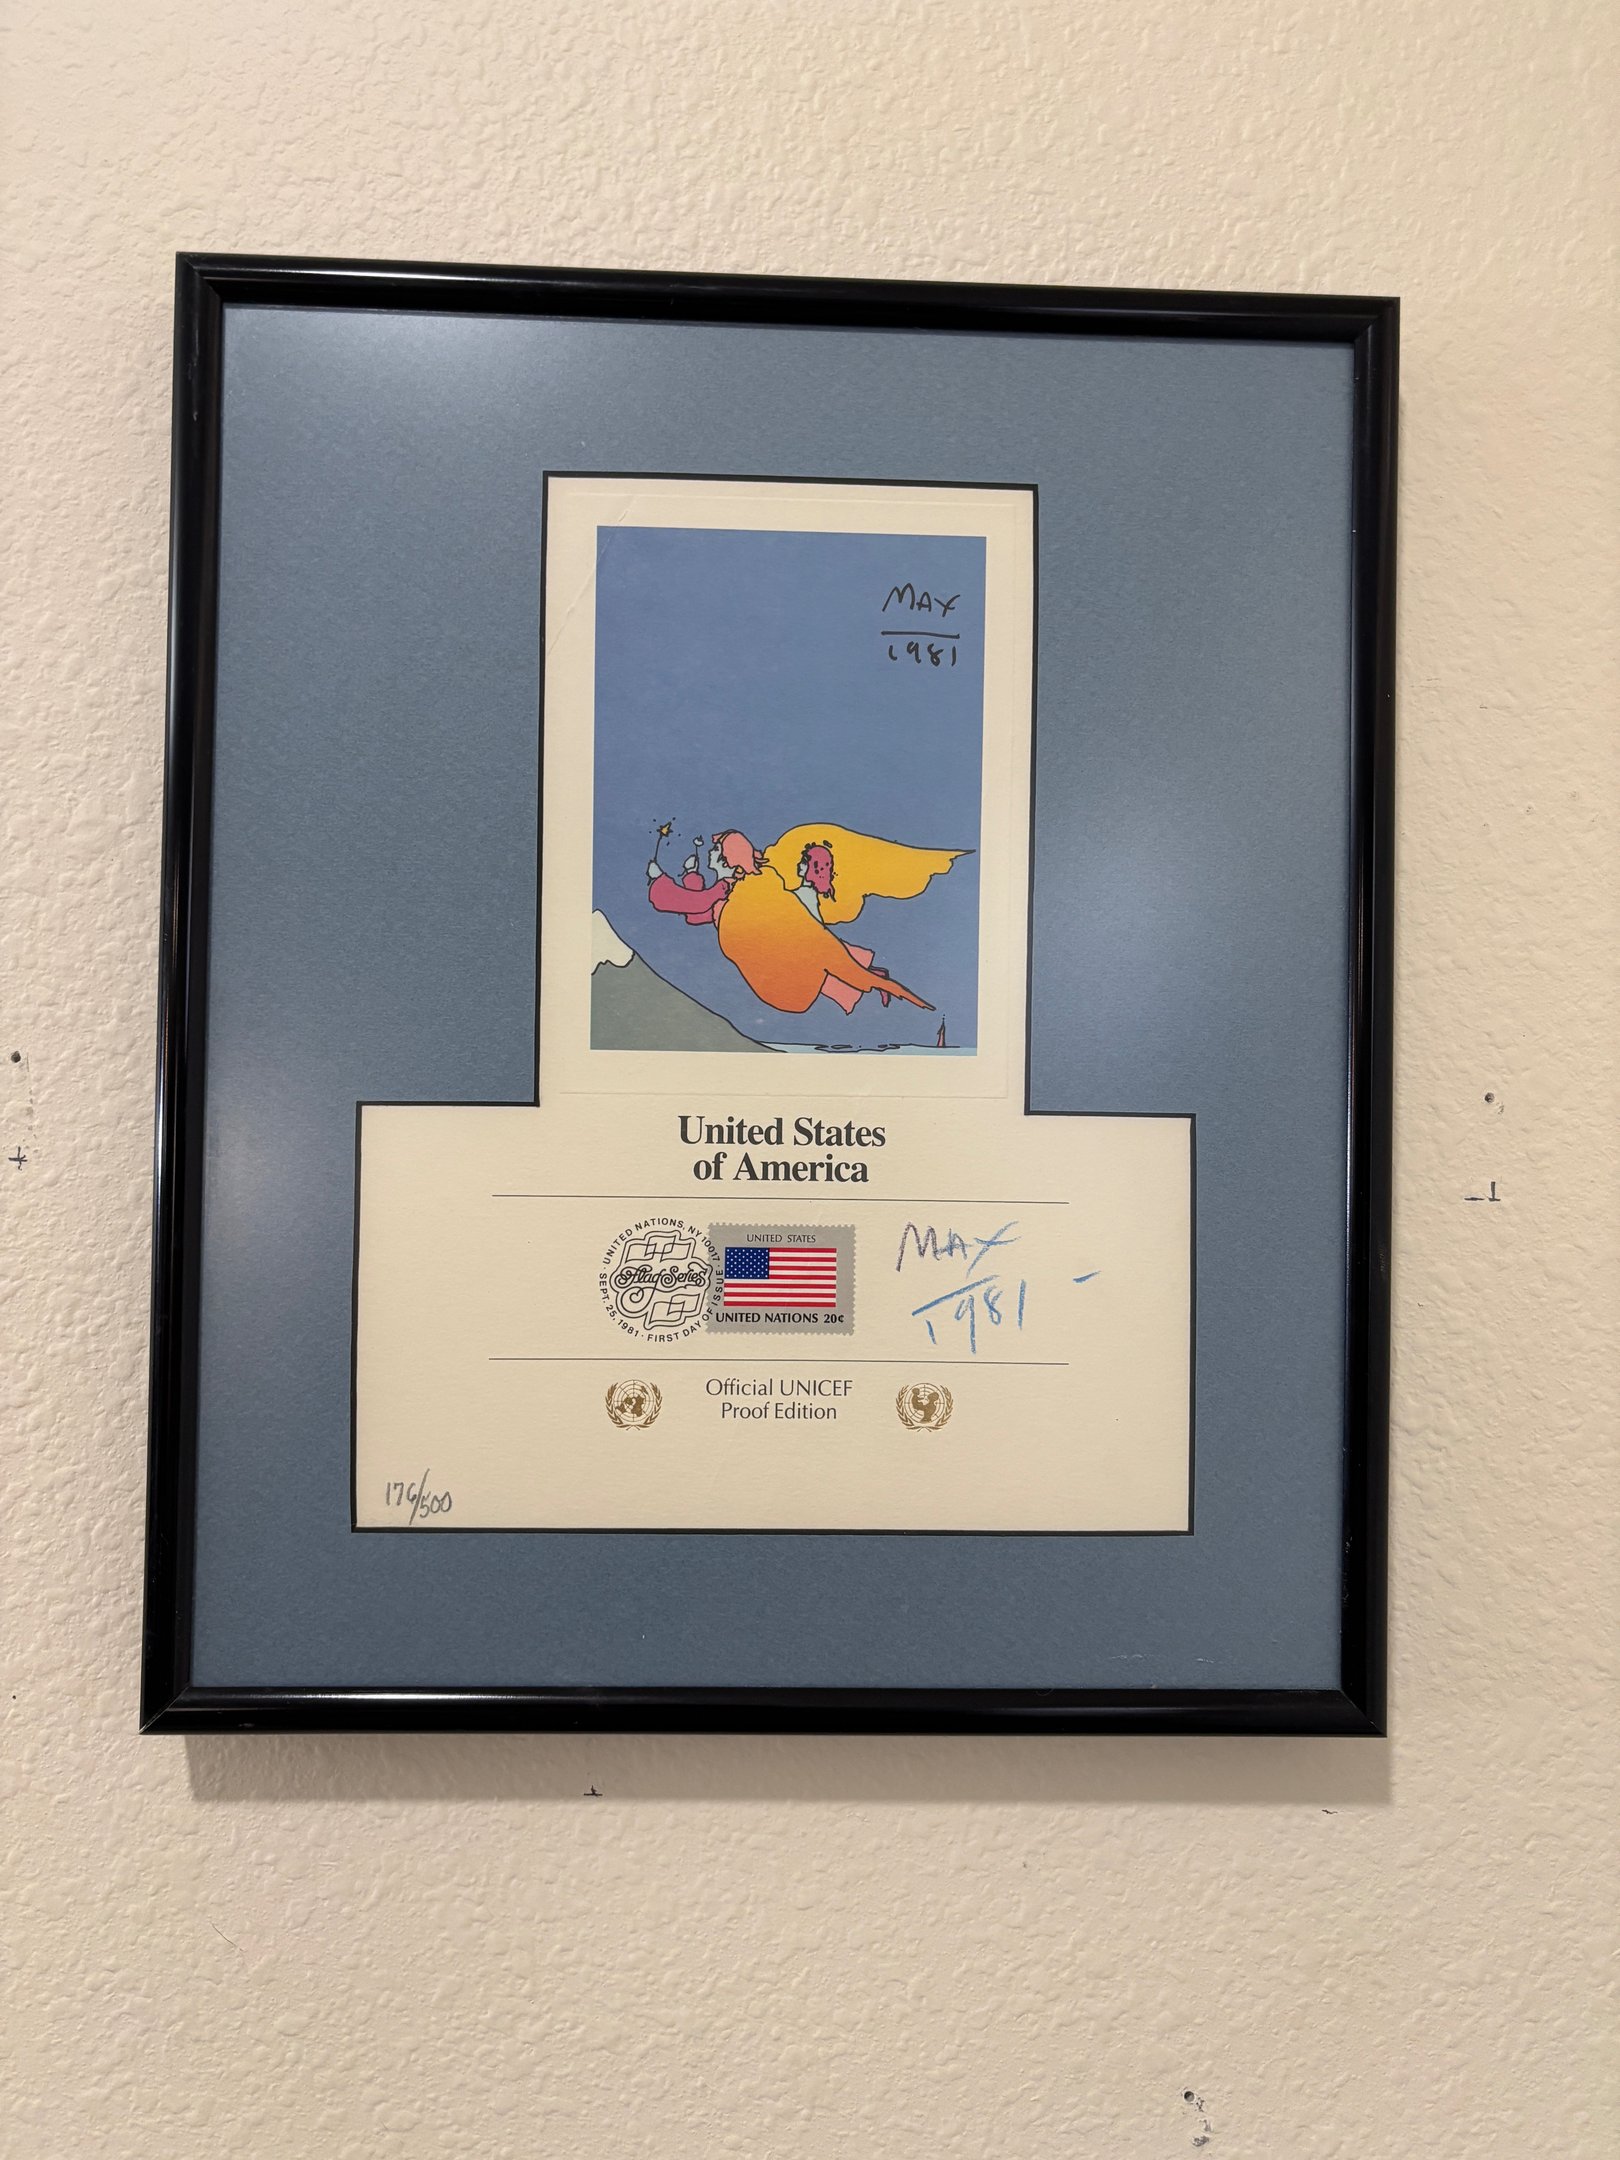 MAX
1981
United States
of America
UNITED NATIONS, NY 10017
Flag Series
SEPT. 25, 1981 · FIRST DAY OF ISSUE
UNITED STATES
UNITED NATIONS 20¢
MAX
1981
Official UNICEF
Proof Edition
176/500